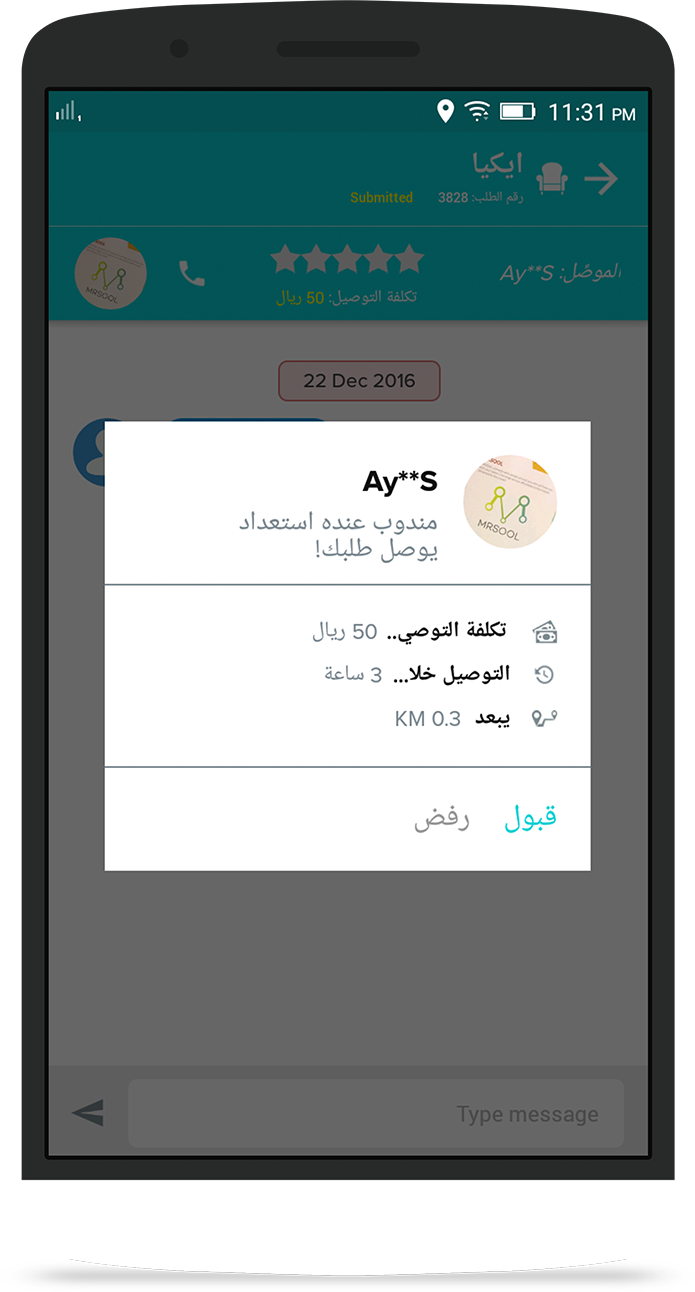 1
11:31 PM
ايكيا
رقم الطلب: 3828 Submitted
الموصّل: Ay**S
تكلفة التوصيل: 50 ريال
MRSOOL
22 Dec 2016
Ay**S
مندوب عنده استعداد
يوصل طلبك!
MRSOOL
تكلفة التوصي.. 50 ريال
التوصيل خلا... 3 ساعة
يبعد 0.3 KM
قبول رفض
Type message